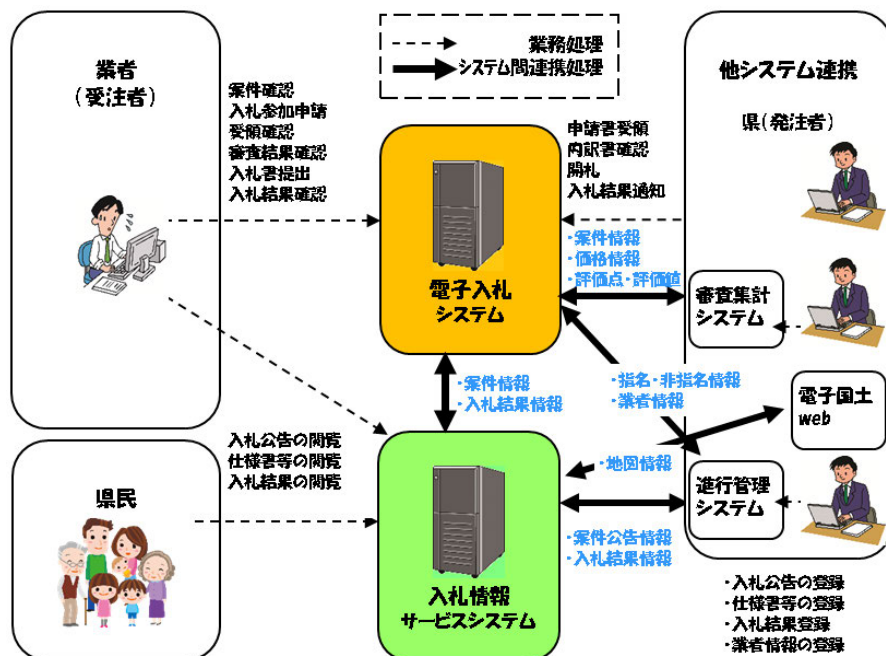 業務処理
システム間連携処理
業者
(受注者)
案件確認
入札参加申請
受領確認
審査結果確認
入札書提出
入札結果確認
他システム連携
県(発注者)
申請書受領
内訳書確認
開札
入札結果通知
・案件情報
・価格情報
・評価点・評価値
電子入札
システム
審査集計
システム
・案件情報
・入札結果情報
・指名・非指名情報
・業者情報
電子国土
web
県民
入札公告の閲覧
仕様書等の閲覧
入札結果の閲覧
・地図情報
進行管理
システム
・案件公告情報
・入札結果情報
入札情報
サービスシステム
・入札公告の登録
・仕様書等の登録
・入札結果登録
・業者情報の登録